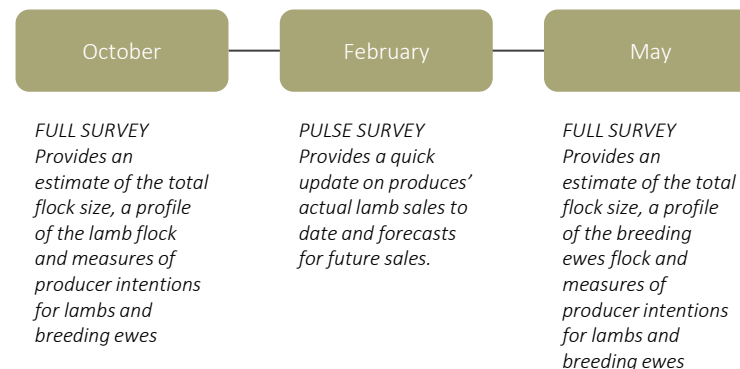 October
FULL SURVEY
Provides an
estimate of the total
flock size, a profile
of the lamb flock
and measures of
producer intentions
for lambs and
breeding ewes
February
PULSE SURVEY
Provides a quick
update on produces’
actual lamb sales to
date and forecasts
for future sales.
May
FULL SURVEY
Provides an
estimate of the total
flock size, a profile
of the breeding
ewes flock and
measures of
producer intentions
for lambs and
breeding ewes